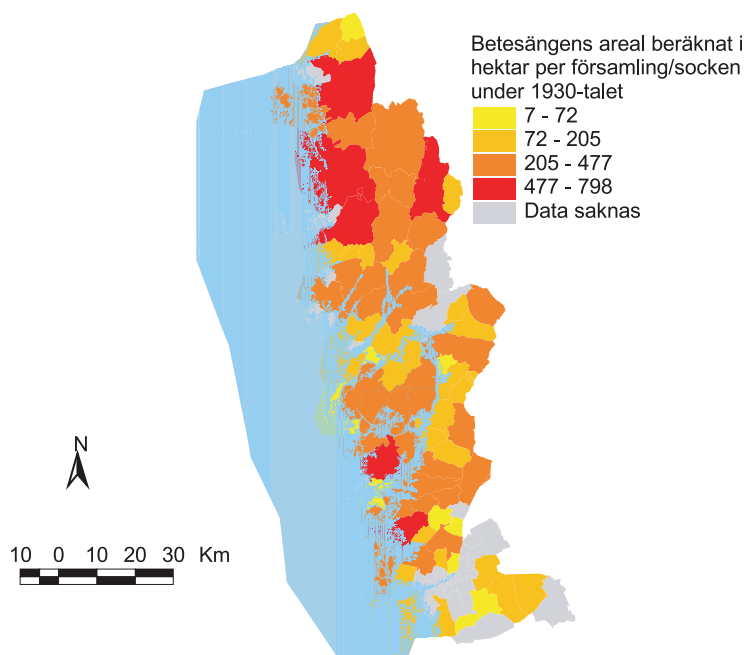 Betesängens areal beräknat i
hektar per församling/socken
under 1930-talet
7 - 72
72 - 205
205 - 477
477 - 798
Data saknas
N
10 0 10 20 30 Km